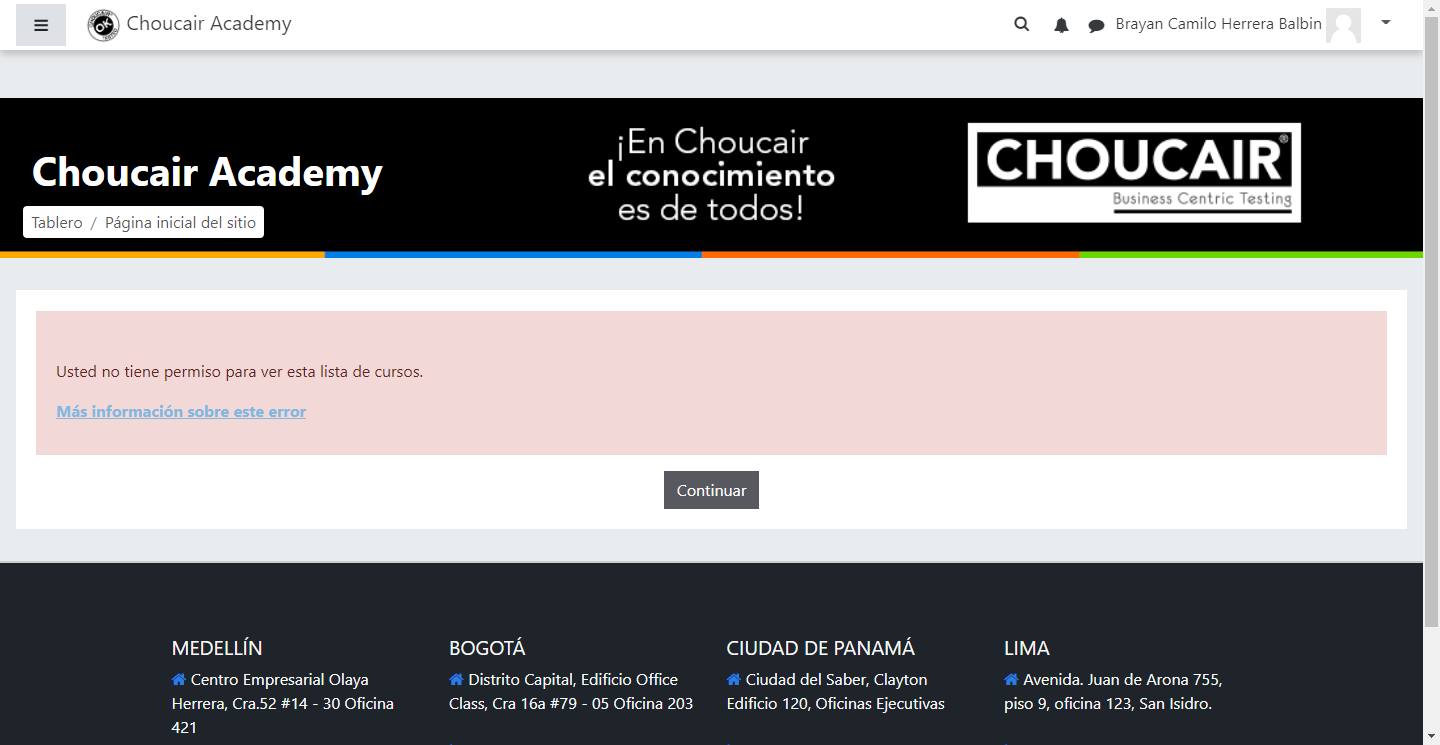 Choucair Academy
Brayan Camilo Herrera Balbin
Choucair Academy
Tablero / Página inicial del sitio
¡En Choucair
el conocimiento
es de todos!
CHOUCAIR®
Business Centric Testing
Usted no tiene permiso para ver esta lista de cursos.
Más información sobre este error
Continuar
MEDELLÍN
Centro Empresarial Olaya
Herrera, Cra.52 #14 - 30 Oficina
421
BOGOTÁ
Distrito Capital, Edificio Office
Class, Cra 16a #79 - 05 Oficina 203
CIUDAD DE PANAMÁ
Ciudad del Saber, Clayton
Edificio 120, Oficinas Ejecutivas
LIMA
Avenida. Juan de Arona 755,
piso 9, oficina 123, San Isidro.